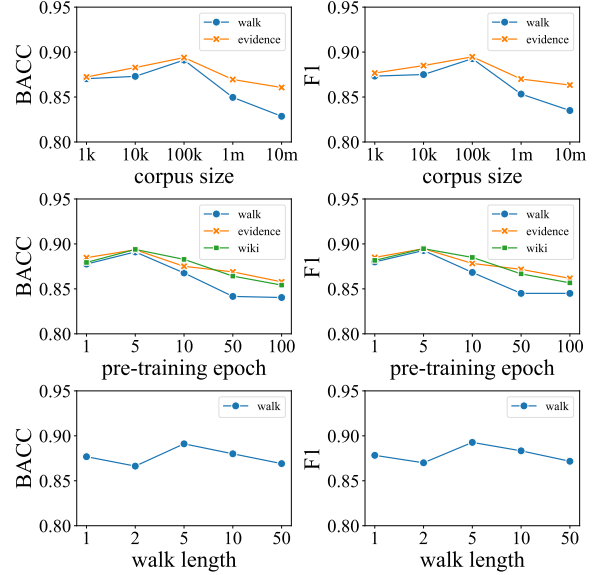 BACC
0.95
0.90
0.85
0.80
walk
evidence
1k
10k
100k
1m
10m
corpus size
F1
0.95
0.90
0.85
0.80
walk
evidence
1k
10k
100k
1m
10m
corpus size
BACC
0.95
0.90
0.85
0.80
walk
evidence
wiki
1
5
10
50
100
pre-training epoch
F1
0.95
0.90
0.85
0.80
walk
evidence
wiki
1
5
10
50
100
pre-training epoch
BACC
0.95
0.90
0.85
0.80
walk
1
2
5
10
50
walk length
F1
0.95
0.90
0.85
0.80
walk
1
2
5
10
50
walk length